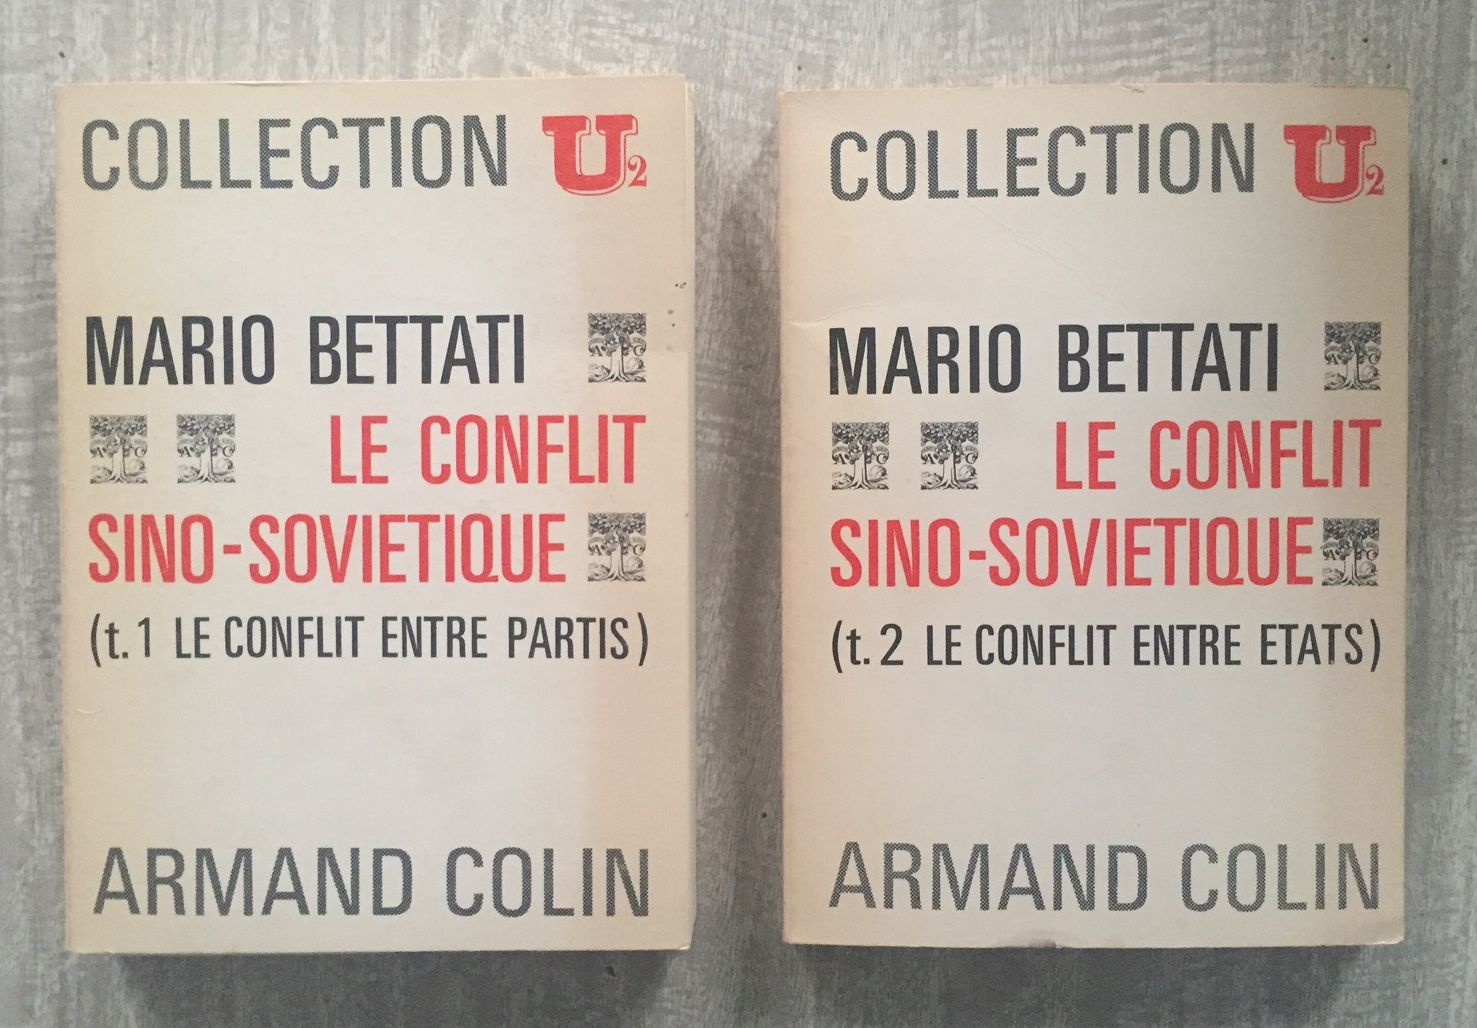 COLLECTION U2
MARIO BETTATI
LE CONFLIT
SINO-SOVIETIQUE
(t.1 LE CONFLIT ENTRE PARTIS)
ARMAND COLIN
COLLECTION U2
MARIO BETTATI
LE CONFLIT
SINO-SOVIETIQUE
(t.2 LE CONFLIT ENTRE ETATS)
ARMAND COLIN